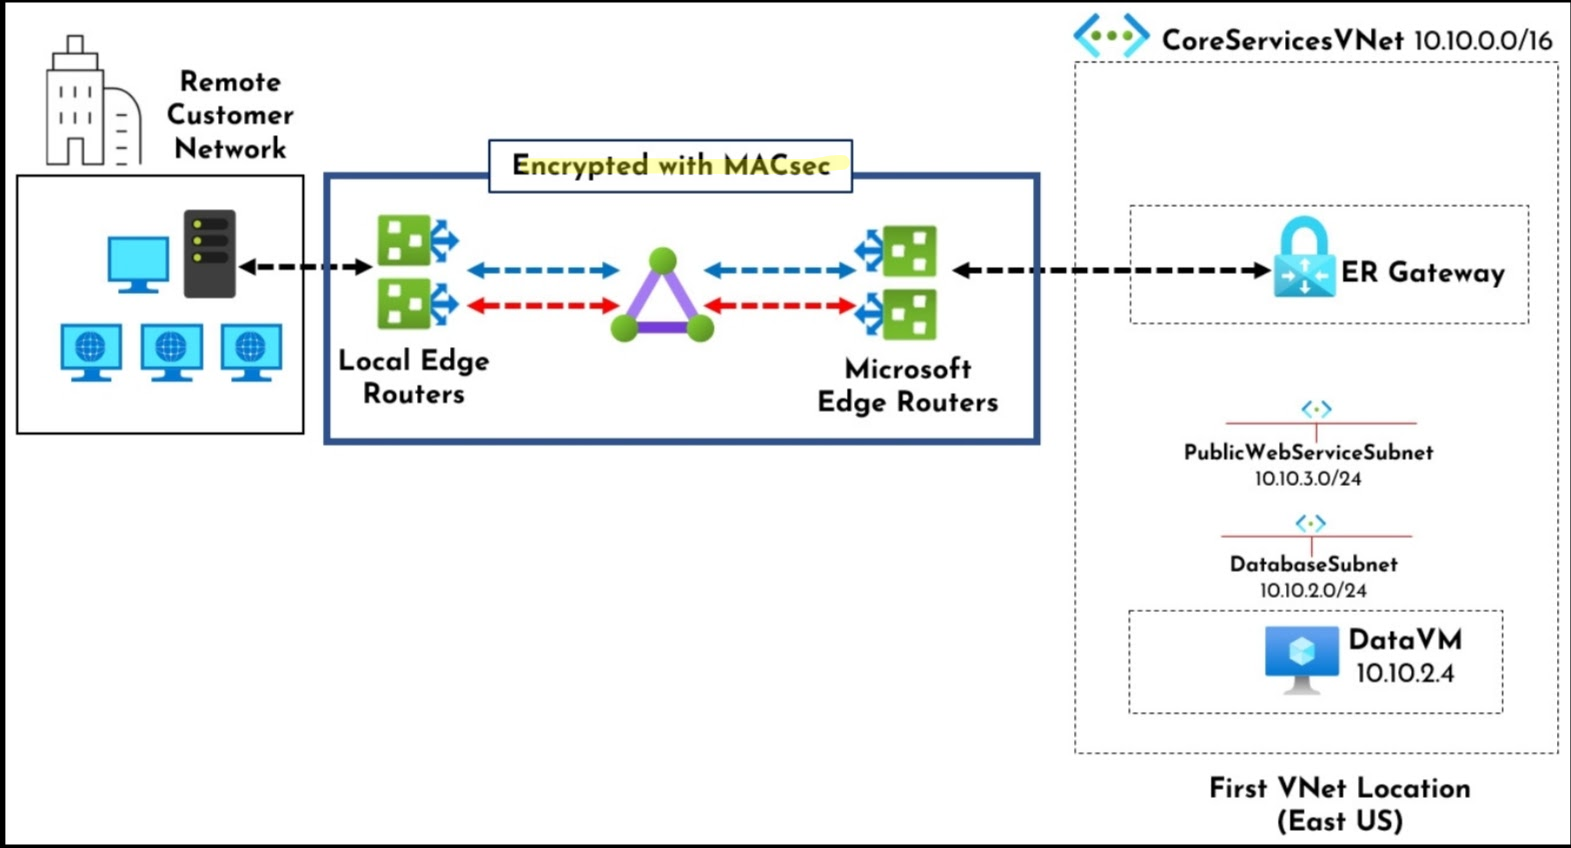 CoreServicesVNet 10.10.0.0/16
Remote
Customer
Network
Encrypted with MACsec
ER Gateway
Local Edge
Routers
Microsoft
Edge Routers
PublicWebServiceSubnet
10.10.3.0/24
DatabaseSubnet
10.10.2.0/24
DataVM
10.10.2.4
First VNet Location
(East US)